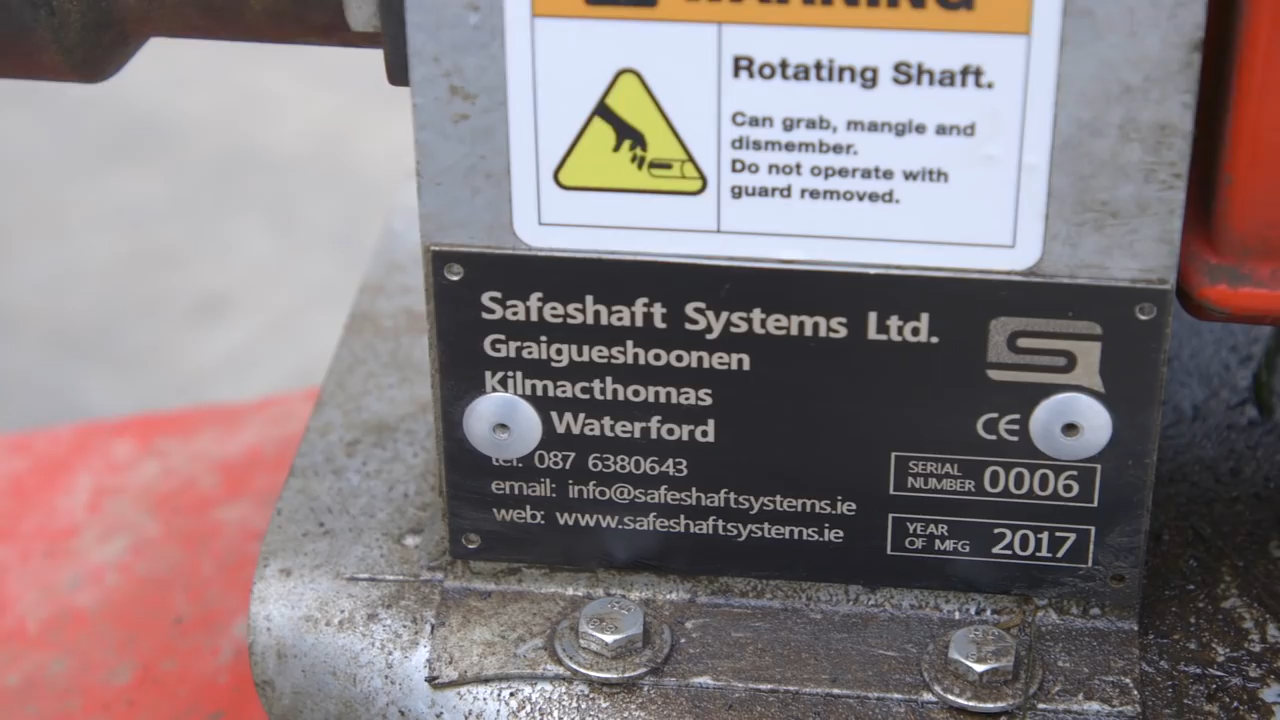 WARNING
Rotating Shaft.
Can grab, mangle and
dismember.
Do not operate with
guard removed.
Safeshaft Systems Ltd.
Graigueshoonen
Kilmacthomas
Waterford
tel: 087 6380643
email: info@safeshaftsystems.ie
web: www.safeshaftsystems.ie
CE
SERIAL
NUMBER 0006
YEAR
OF MFG 2017